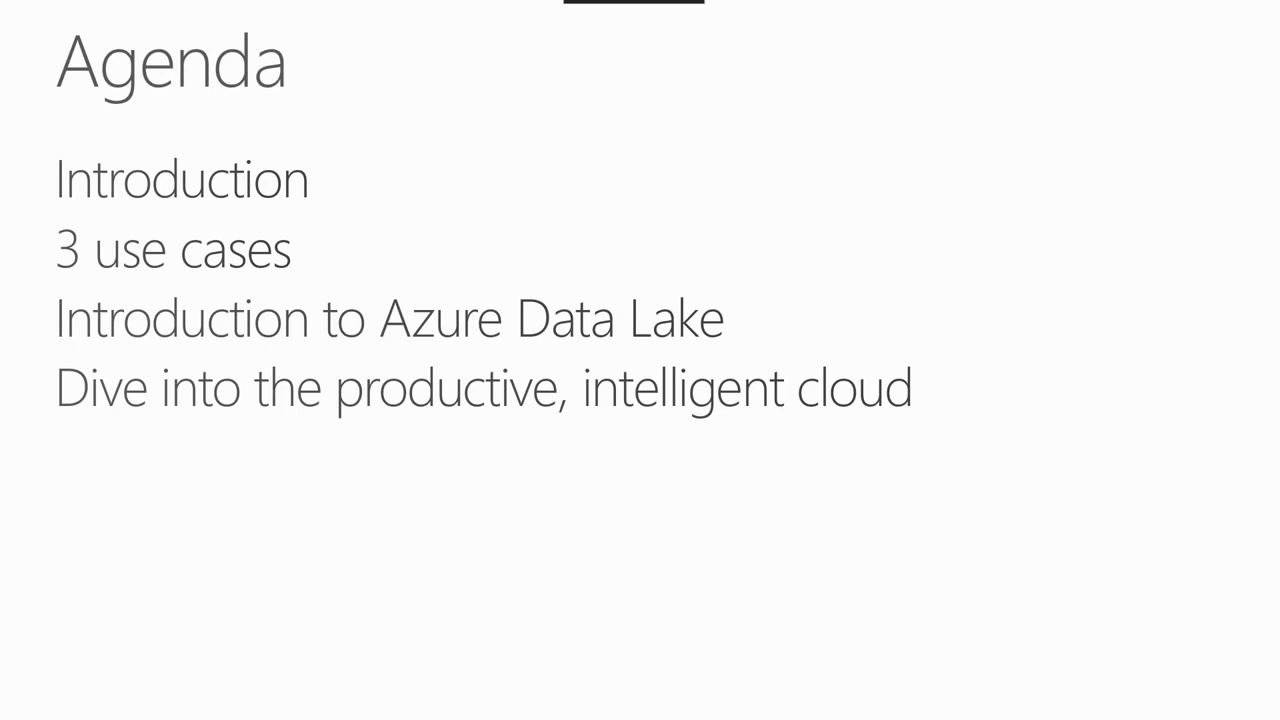 Agenda
Introduction
3 use cases
Introduction to Azure Data Lake
Dive into the productive, intelligent cloud